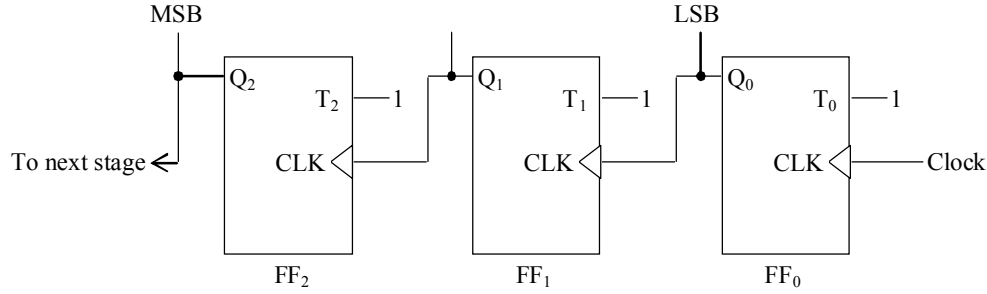 MSB
LSB
Q₂
Q₁
Q₀
T₂ 1
T₁ 1
T₀ 1
To next stage
CLK
CLK
CLK
Clock
FF₂
FF₁
FF₀